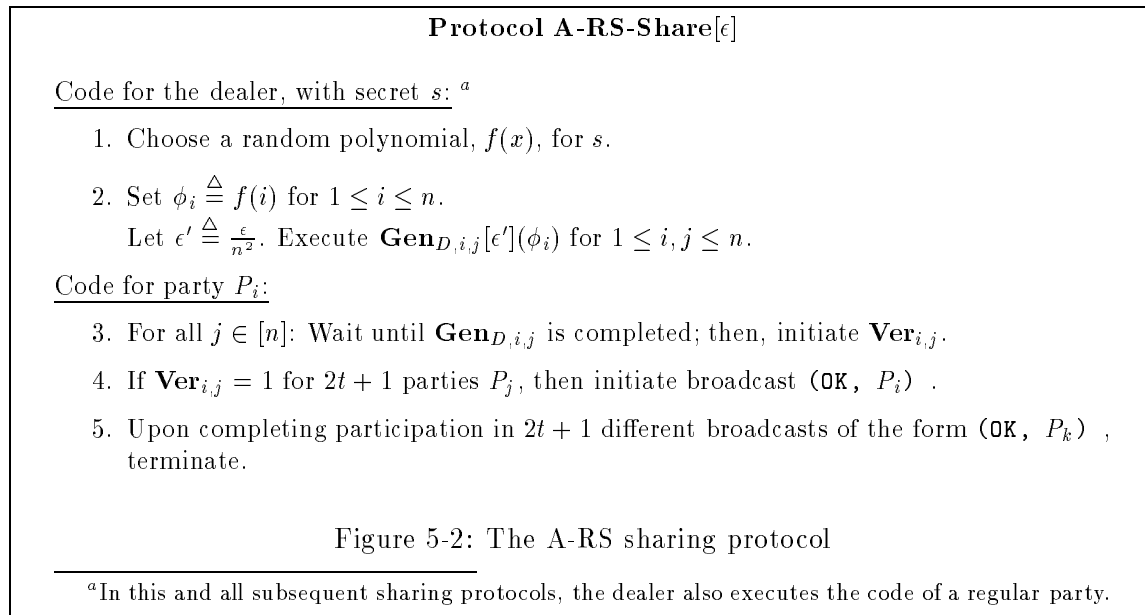 Protocol A-RS-Share[ϵ]
Code for the dealer, with secret s: ᵃ
1. Choose a random polynomial, f(x), for s.
2. Set ϕᵢ ≜ f(i) for 1 ≤ i ≤ n.
Let ϵ′ ≜ ϵ/n². Execute Gen_{D,i,j}[ϵ′](ϕᵢ) for 1 ≤ i, j ≤ n.
Code for party Pᵢ:
3. For all j ∈ [n]: Wait until Gen_{D,i,j} is completed; then, initiate Ver_{i,j}.
4. If Ver_{i,j} = 1 for 2t + 1 parties Pⱼ, then initiate broadcast (OK, Pᵢ) .
5. Upon completing participation in 2t + 1 different broadcasts of the form (OK, Pₖ) ,
terminate.
Figure 5-2: The A-RS sharing protocol
ᵃIn this and all subsequent sharing protocols, the dealer also executes the code of a regular party.